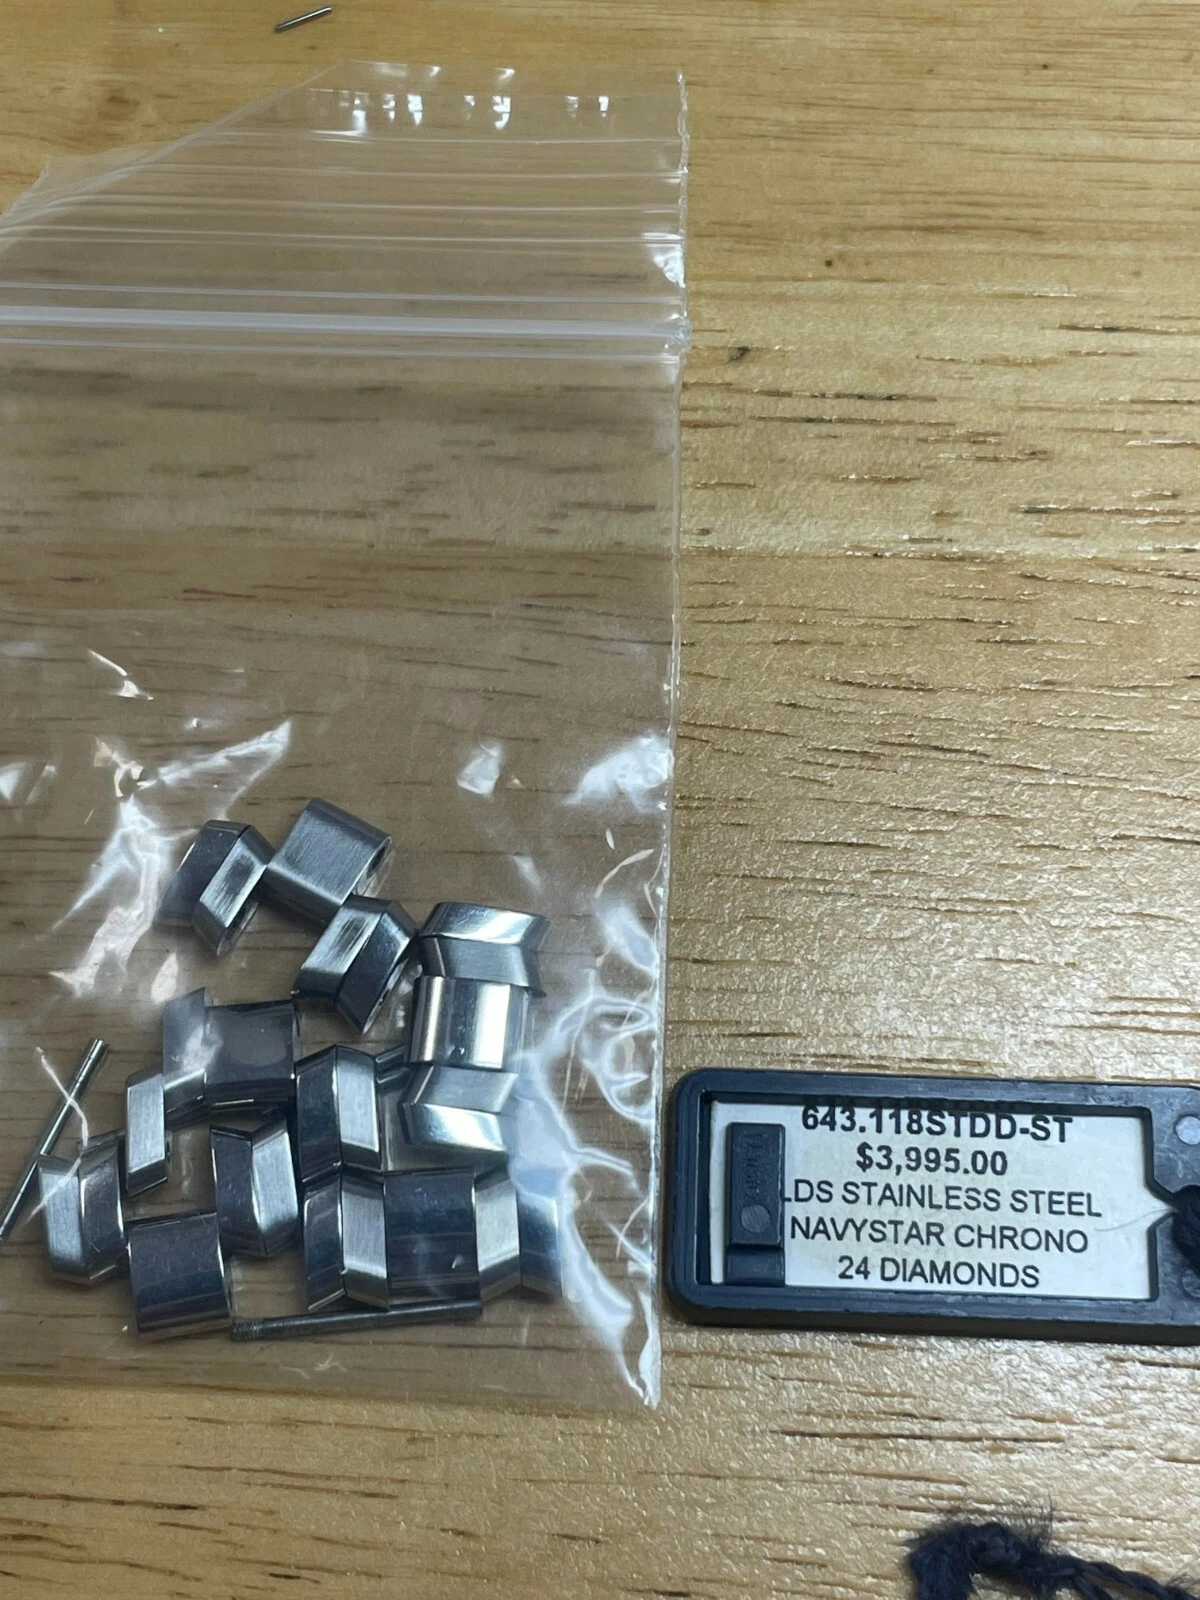 643.118STDD-ST
$3,995.00
LDS STAINLESS STEEL
NAVYSTAR CHRONO
24 DIAMONDS